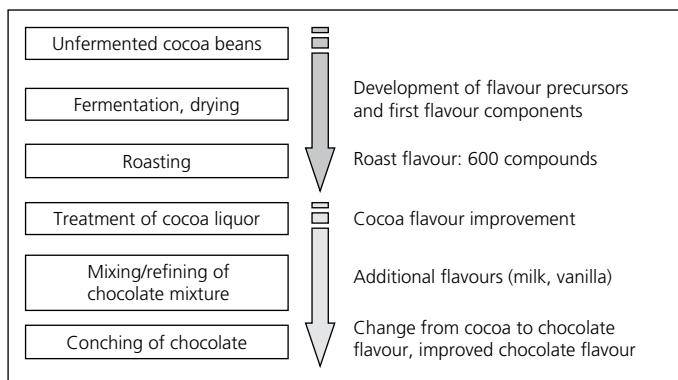 Unfermented cocoa beans
Fermentation, drying
Development of flavour precursors
and first flavour components
Roasting
Roast flavour: 600 compounds
Treatment of cocoa liquor
Cocoa flavour improvement
Mixing/refining of
chocolate mixture
Additional flavours (milk, vanilla)
Conching of chocolate
Change from cocoa to chocolate
flavour, improved chocolate flavour